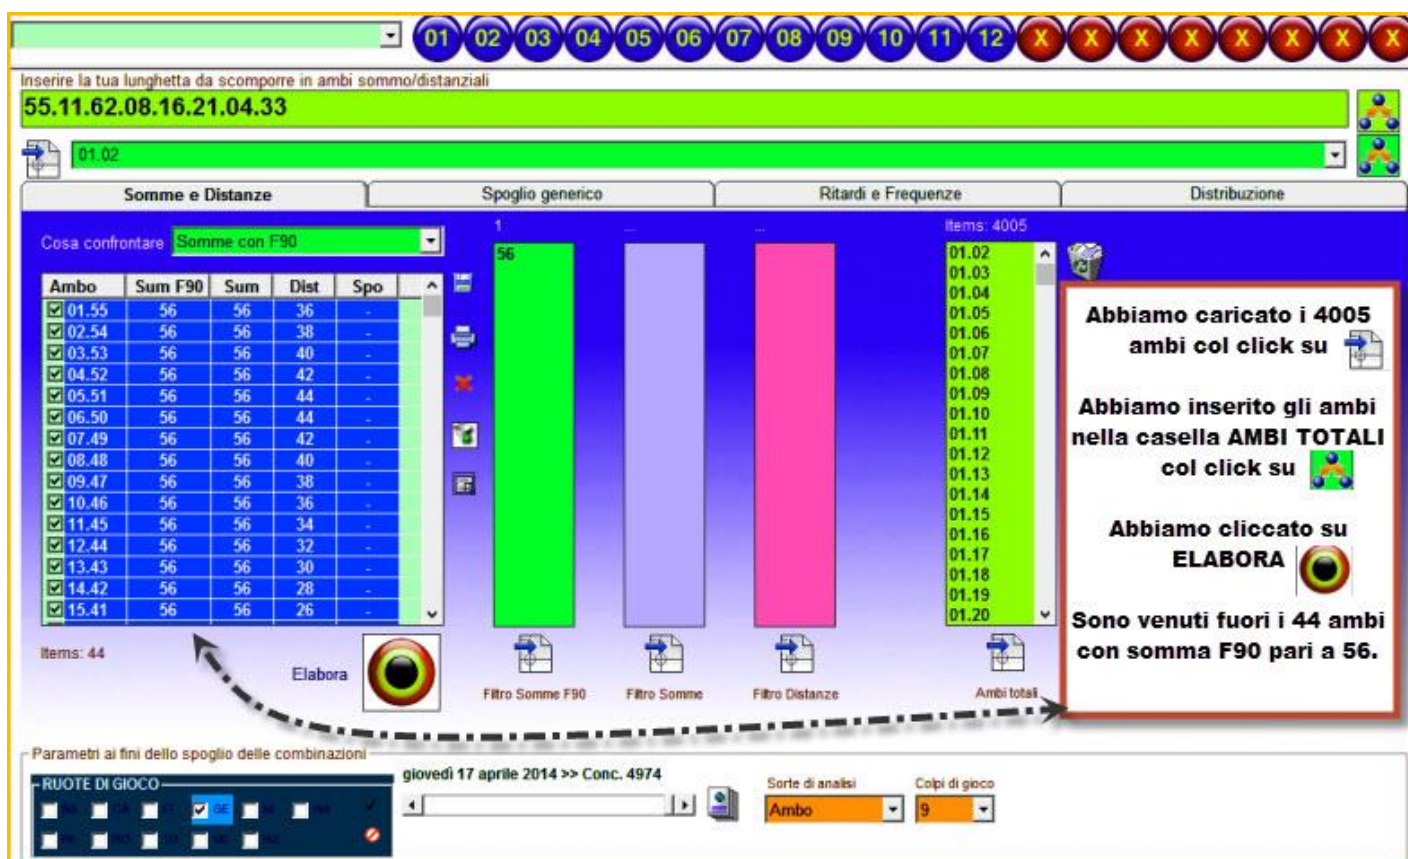 01 02 03 04 05 06 07 08 09 10 11 12 X X X X X X X X
Inserire la tua lunghetta da scomporre in ambi sommo/distanziali
55.11.62.08.16.21.04.33
01.02
Somme e Distanze
Spoglio generico
Ritardi e Frequenze
Distribuzione
Cosa confrontare Somme con F90
Ambo Sum F90 Sum Dist Spo
01.55 56 56 36 -
02.54 56 56 38 -
03.53 56 56 40 -
04.52 56 56 42 -
05.51 56 56 44 -
06.50 56 56 44 -
07.49 56 56 42 -
08.48 56 56 40 -
09.47 56 56 38 -
10.46 56 56 36 -
11.45 56 56 34 -
12.44 56 56 32 -
13.43 56 56 30 -
14.42 56 56 28 -
15.41 56 56 26 -
Items: 44
Elabora
1
56
...
...
Filtro Somme F90
Filtro Somme
Filtro Distanze
Items: 4005
01.02
01.03
01.04
01.05
01.06
01.07
01.08
01.09
01.10
01.11
01.12
01.13
01.14
01.15
01.16
01.17
01.18
01.19
01.20
Ambi totali
Abbiamo caricato i 4005
ambi col click su
Abbiamo inserito gli ambi
nella casella AMBI TOTALI
col click su
Abbiamo cliccato su
ELABORA
Sono venuti fuori i 44 ambi
con somma F90 pari a 56.
Parametri ai fini dello spoglio delle combinazioni
RUOTE DI GIOCO
GE
giovedì 17 aprile 2014 >> Conc. 4974
Sorte di analisi
Ambo
Colpi di gioco
9